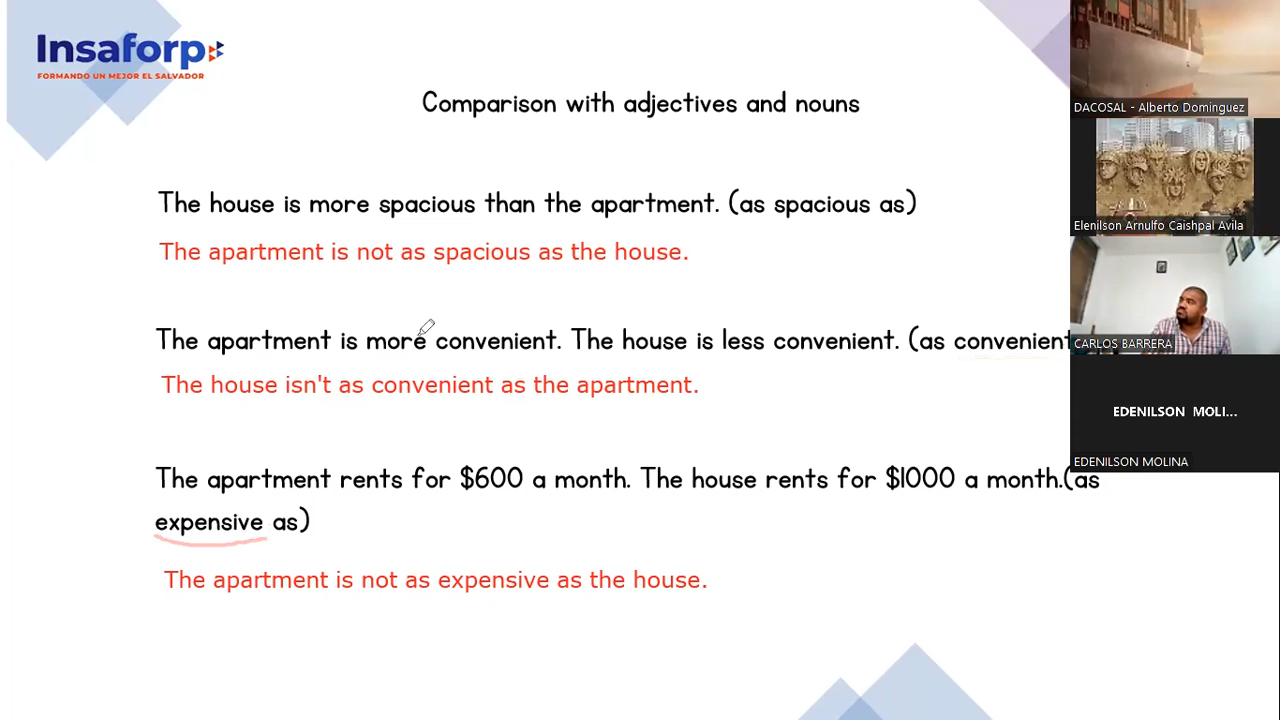 Insaforp
FORMANDO UN MEJOR EL SALVADOR
Comparison with adjectives and nouns
The house is more spacious than the apartment. (as spacious as)
The apartment is not as spacious as the house.
The apartment is more convenient. The house is less convenient. (as convenient
The house isn't as convenient as the apartment.
The apartment rents for $600 a month. The house rents for $1000 a month.(as
expensive as)
The apartment is not as expensive as the house.
DACOSAL - Alberto Domínguez
Elenilson Arnulfo Caishpal Avila
CARLOS BARRERA
EDENILSON MOLI...
EDENILSON MOLINA